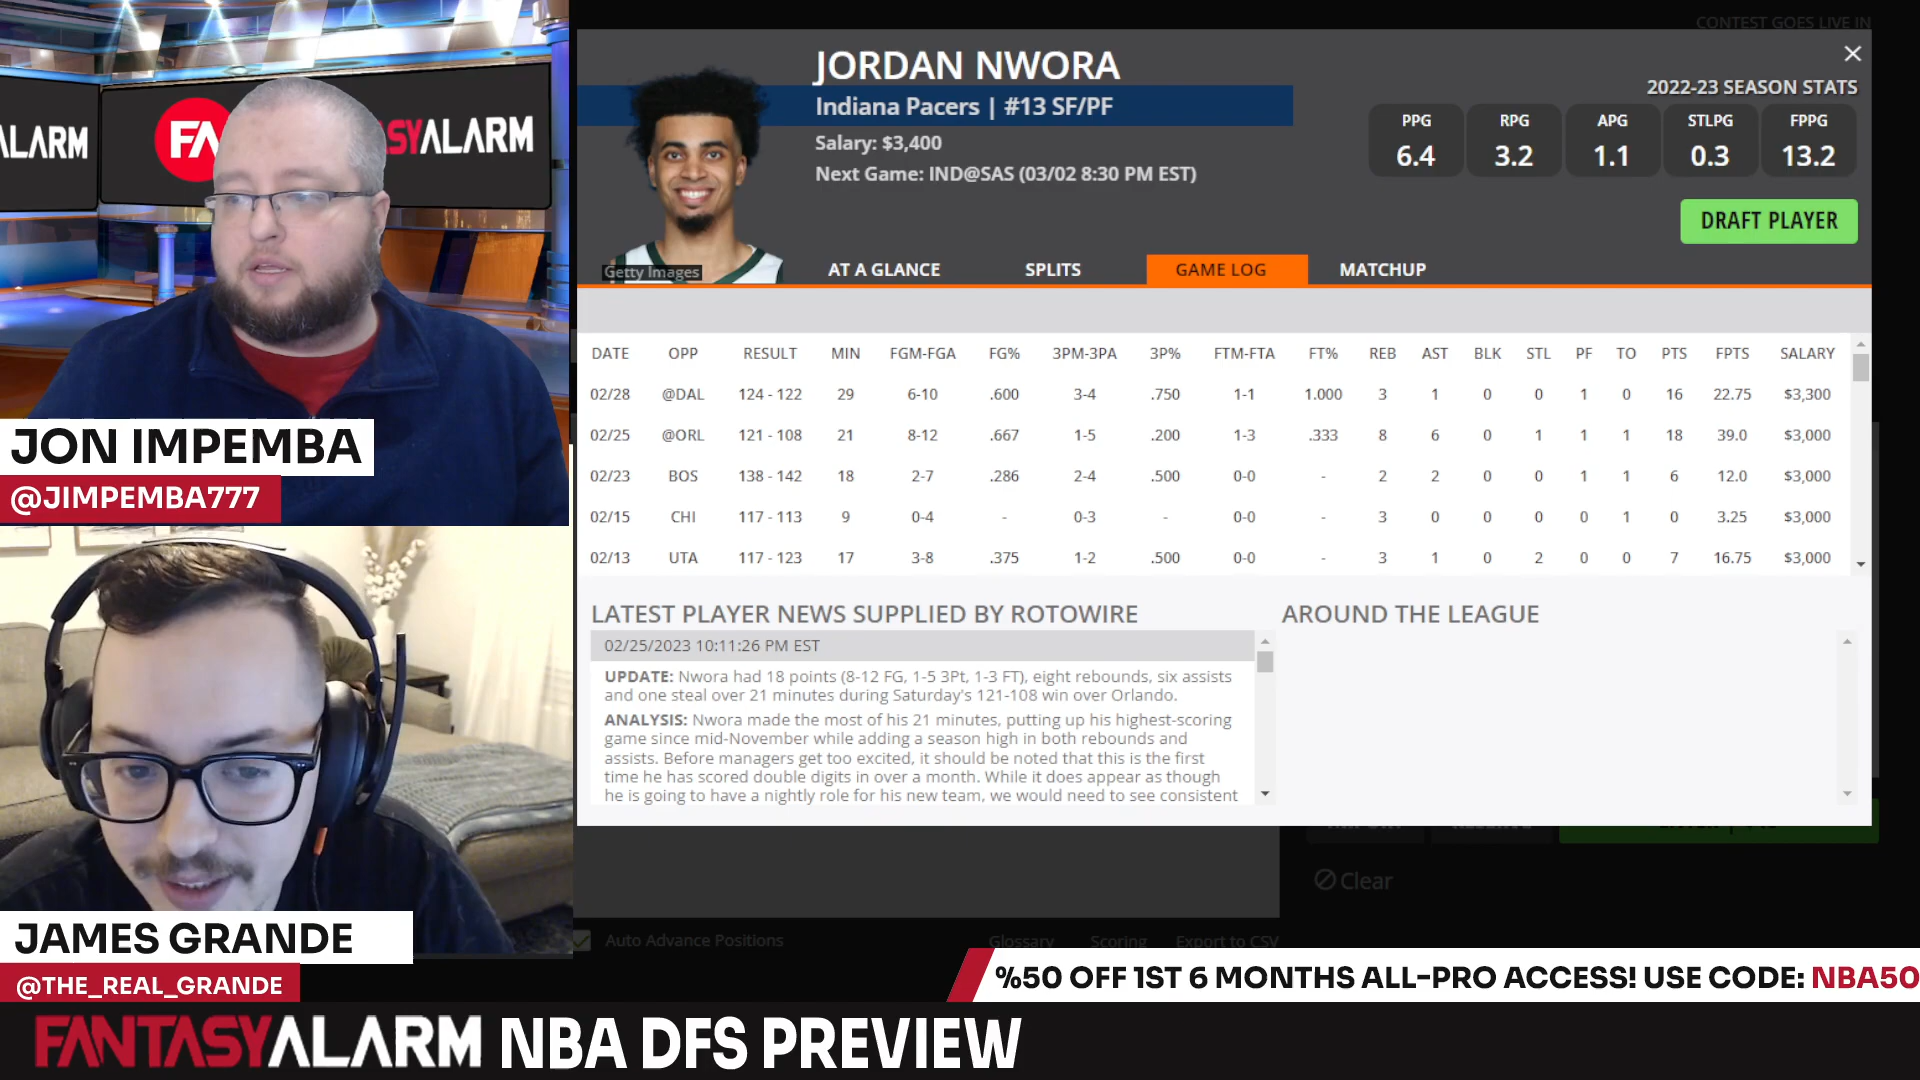 CONTEST GOES LIVE IN
ALARM
FA
SYALARM
JORDAN NWORA
Indiana Pacers | #13 SF/PF
Salary: $3,400
Next Game: IND@SAS (03/02 8:30 PM EST)
Getty Images
2022-23 SEASON STATS
PPG RPG APG STLPG FPPG
6.4 3.2 1.1 0.3 13.2
DRAFT PLAYER
AT A GLANCE SPLITS GAME LOG MATCHUP
DATE OPP RESULT MIN FGM-FGA FG% 3PM-3PA 3P% FTM-FTA FT% REB AST BLK STL PF TO PTS FPTS SALARY
02/28 @DAL 124 - 122 29 6-10 .600 3-4 .750 1-1 1.000 3 1 0 0 1 0 16 22.75 $3,300
02/25 @ORL 121 - 108 21 8-12 .667 1-5 .200 1-3 .333 8 6 0 1 1 1 18 39.0 $3,000
02/23 BOS 138 - 142 18 2-7 .286 2-4 .500 0-0 - 2 2 0 0 1 1 6 12.0 $3,000
02/15 CHI 117 - 113 9 0-4 - 0-3 - 0-0 - 3 0 0 0 0 1 0 3.25 $3,000
02/13 UTA 117 - 123 17 3-8 .375 1-2 .500 0-0 - 3 1 0 2 0 0 7 16.75 $3,000
LATEST PLAYER NEWS SUPPLIED BY ROTOWIRE
02/25/2023 10:11:26 PM EST
UPDATE: Nwora had 18 points (8-12 FG, 1-5 3Pt, 1-3 FT), eight rebounds, six assists
and one steal over 21 minutes during Saturday's 121-108 win over Orlando.
ANALYSIS: Nwora made the most of his 21 minutes, putting up his highest-scoring
game since mid-November while adding a season high in both rebounds and
assists. Before managers get too excited, it should be noted that this is the first
time he has scored double digits in over a month. While it does appear as though
he is going to have a nightly role for his new team, we would need to see consistent
AROUND THE LEAGUE
Clear
Auto Advance Positions
Glossary Scoring Export to CSV
JON IMPEMBA
@JIMPEMBA777
JAMES GRANDE
@THE_REAL_GRANDE
%50 OFF 1ST 6 MONTHS ALL-PRO ACCESS! USE CODE: NBA50
FANTASYALARM NBA DFS PREVIEW